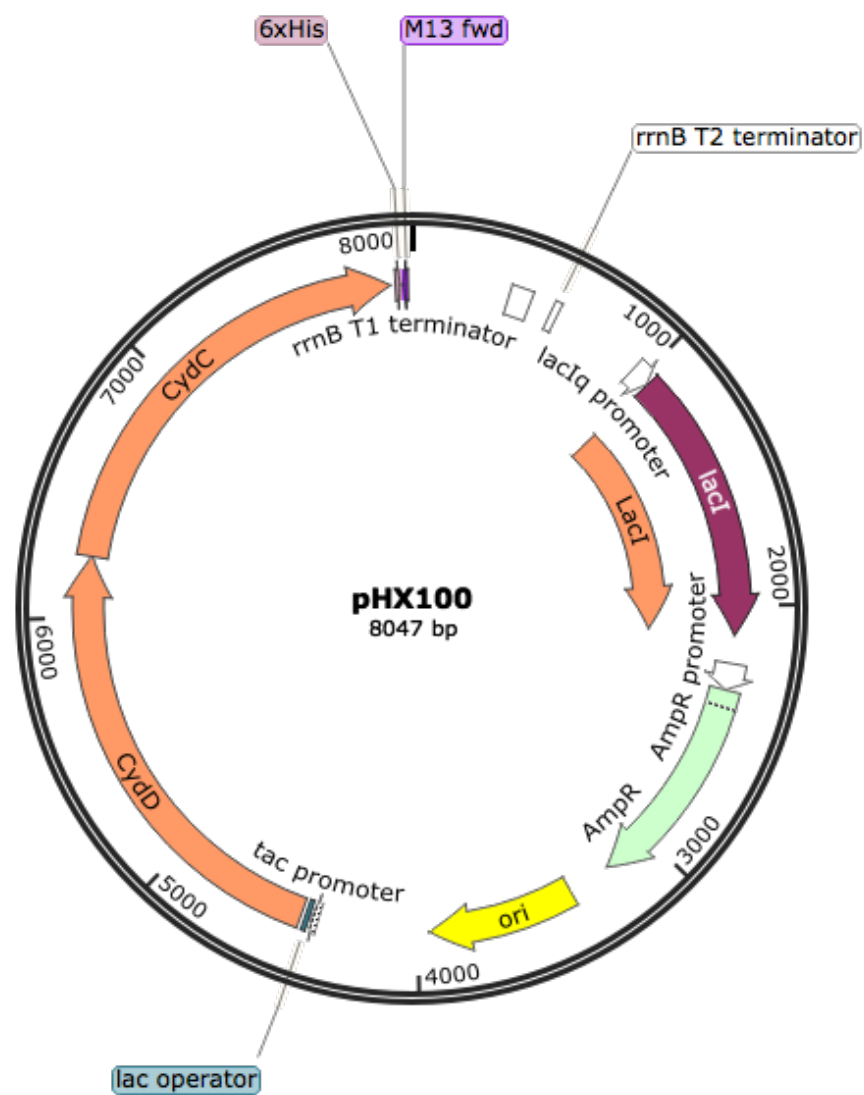 6xHis
M13 fwd
rrnB T2 terminator
8000
rrnB T1 terminator
1000
lacIq promoter
7000
CydC
lacI
LacI
2000
pHX100
8047 bp
AmpR promoter
6000
AmpR
CydD
3000
tac promoter
5000
ori
4000
lac operator